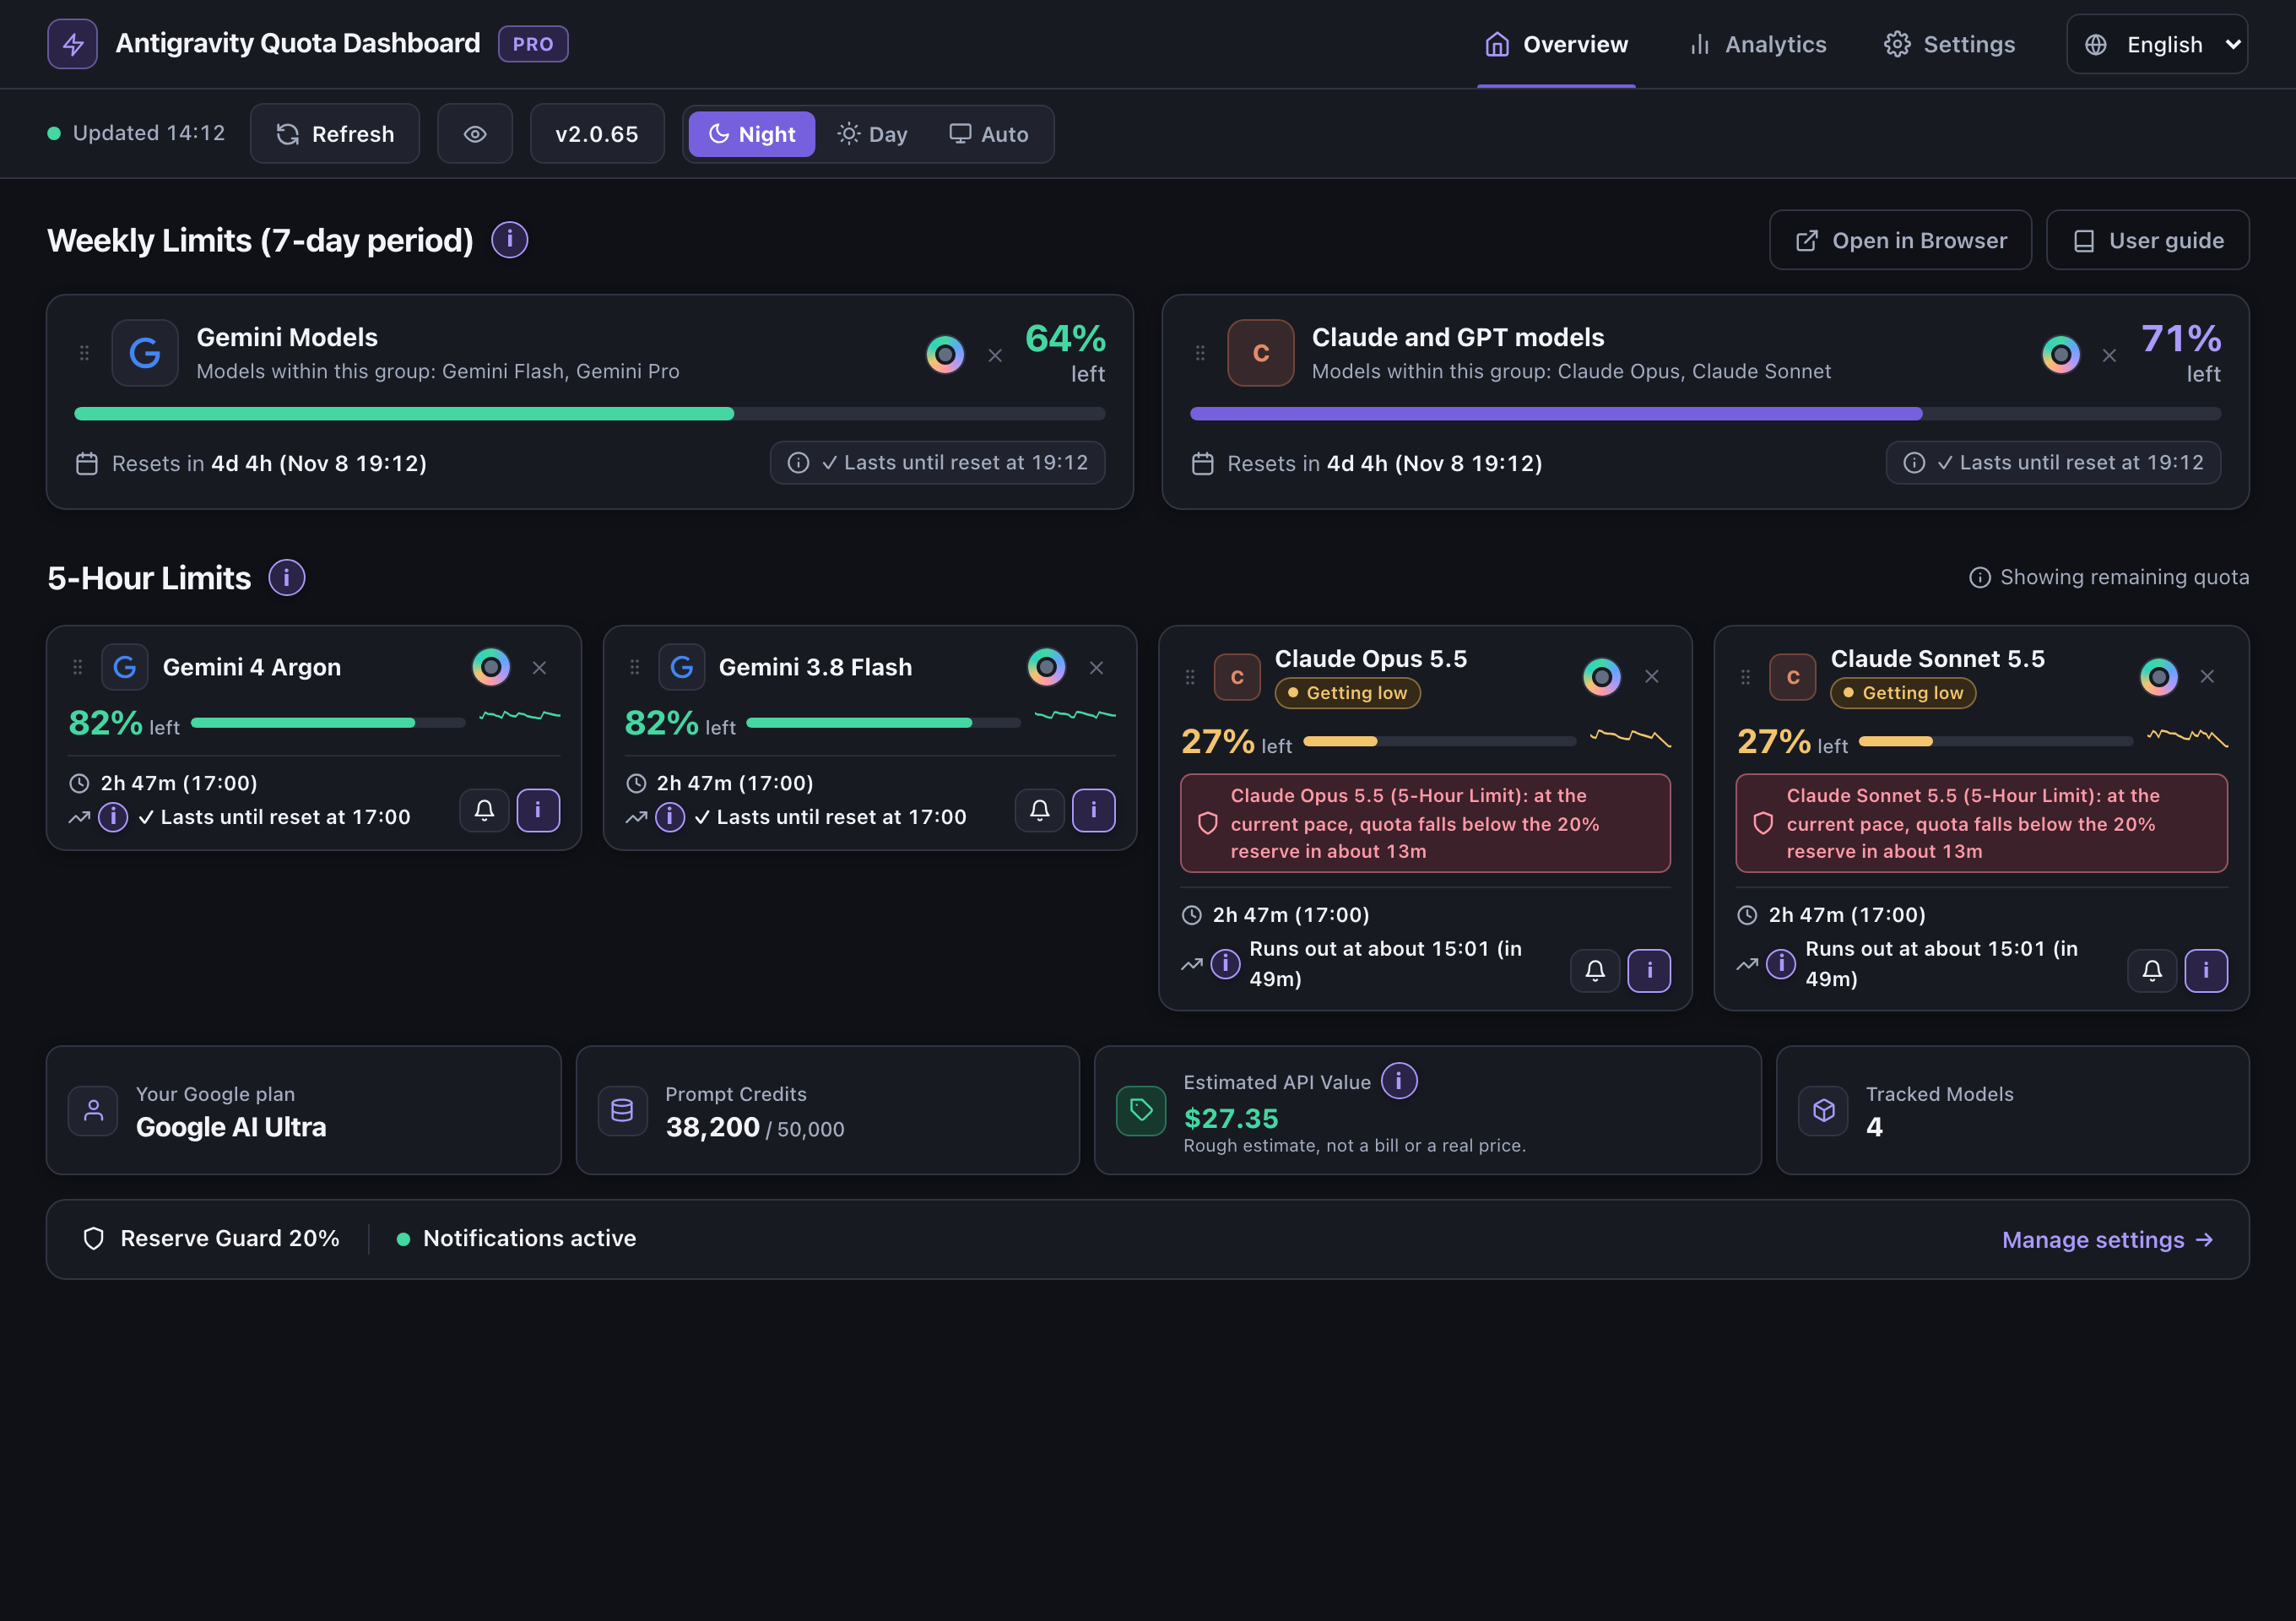 Antigravity Quota Dashboard
PRO
Overview
Analytics
Settings
English
Updated 14:12
Refresh
v2.0.65
Night
Day
Auto
Weekly Limits (7-day period)
i
Open in Browser
User guide
G
Gemini Models
Models within this group: Gemini Flash, Gemini Pro
64%
left
Resets in 4d 4h (Nov 8 19:12)
✓ Lasts until reset at 19:12
C
Claude and GPT models
Models within this group: Claude Opus, Claude Sonnet
71%
left
Resets in 4d 4h (Nov 8 19:12)
✓ Lasts until reset at 19:12
5-Hour Limits
i
Showing remaining quota
G
Gemini 4 Argon
82% left
2h 47m (17:00)
i ✓ Lasts until reset at 17:00
i
G
Gemini 3.8 Flash
82% left
2h 47m (17:00)
i ✓ Lasts until reset at 17:00
i
C
Claude Opus 5.5
Getting low
27% left
Claude Opus 5.5 (5-Hour Limit): at the
current pace, quota falls below the 20%
reserve in about 13m
2h 47m (17:00)
i Runs out at about 15:01 (in
49m)
i
C
Claude Sonnet 5.5
Getting low
27% left
Claude Sonnet 5.5 (5-Hour Limit): at the
current pace, quota falls below the 20%
reserve in about 13m
2h 47m (17:00)
i Runs out at about 15:01 (in
49m)
i
Your Google plan
Google AI Ultra
Prompt Credits
38,200 / 50,000
Estimated API Value i
$27.35
Rough estimate, not a bill or a real price.
Tracked Models
4
Reserve Guard 20%
Notifications active
Manage settings →